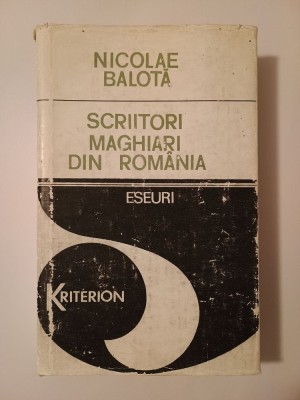 NICOLAE
BALOTĂ
SCRIITORI
MAGHIARI
DIN ROMÂNIA
ESEURI
KRITERION